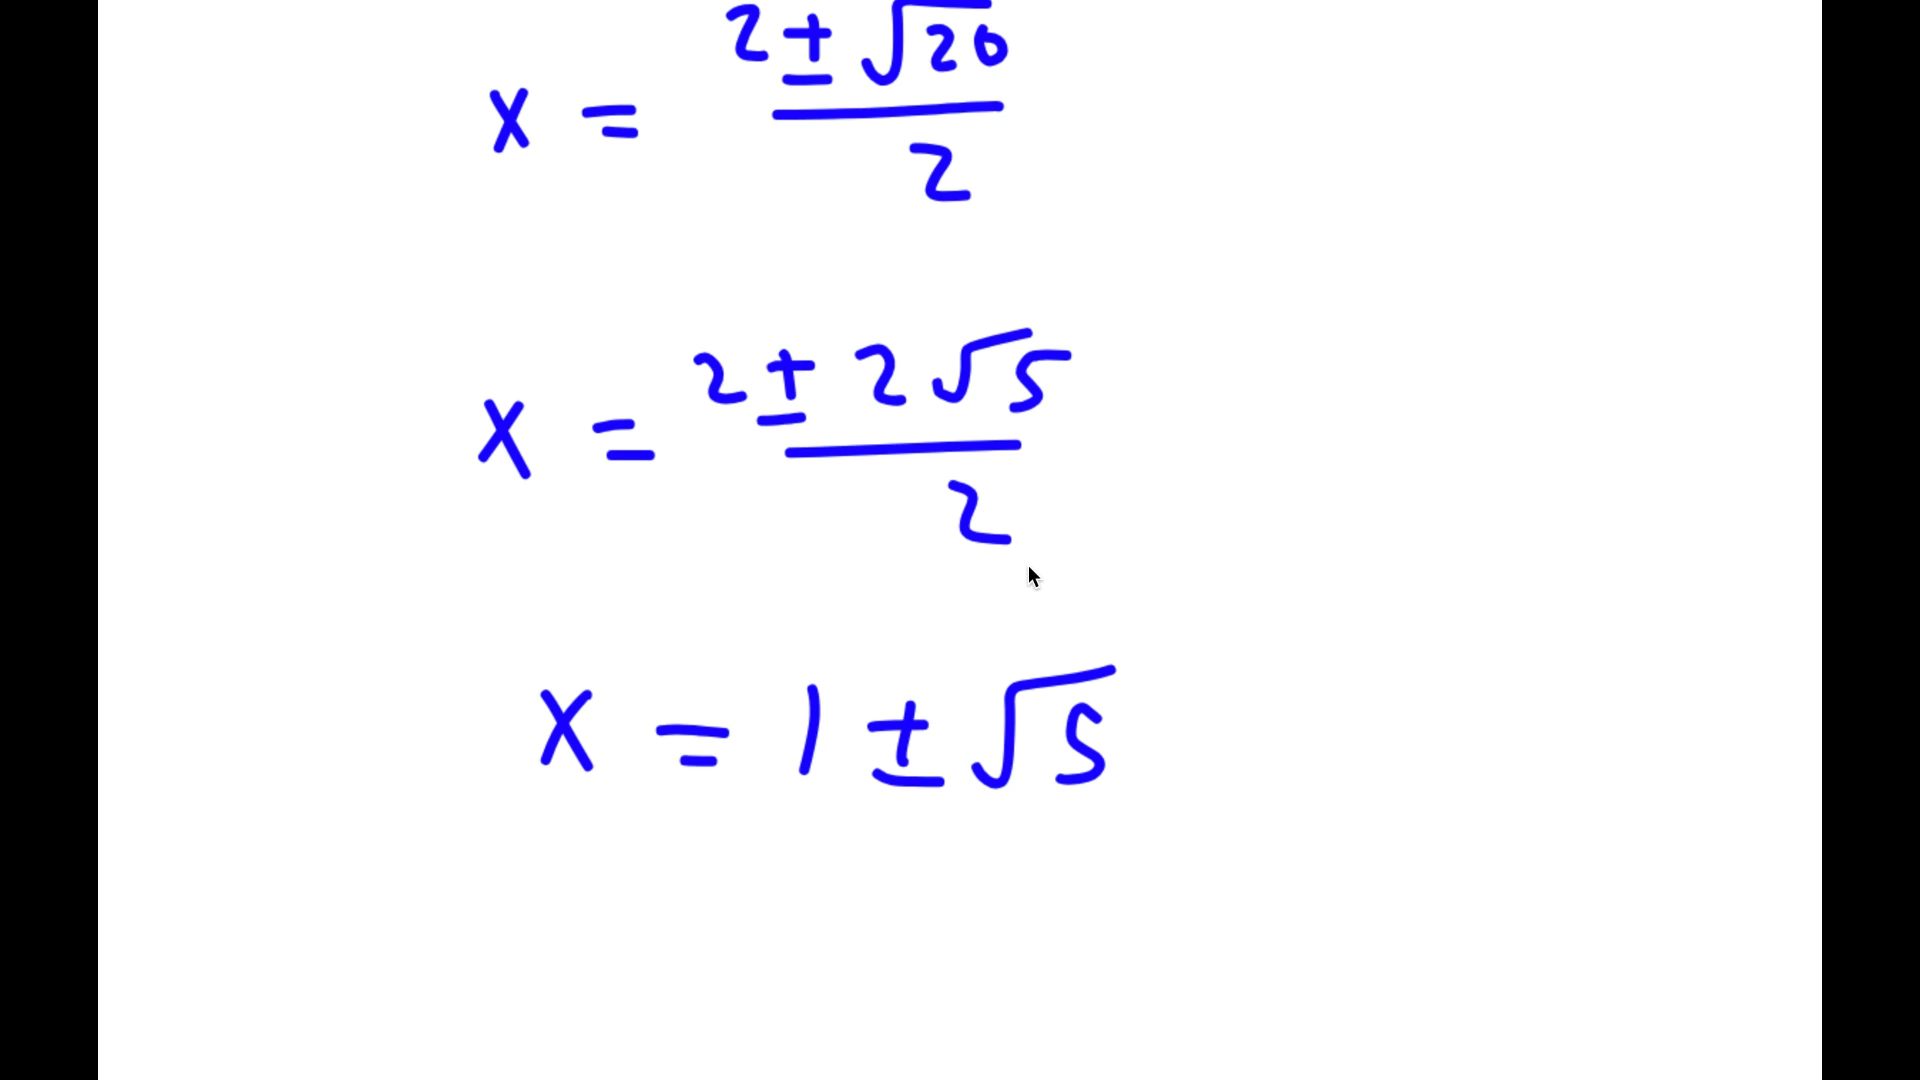 x = (2 ± √20) / 2
x = (2 ± 2√5) / 2
x = 1 ± √5